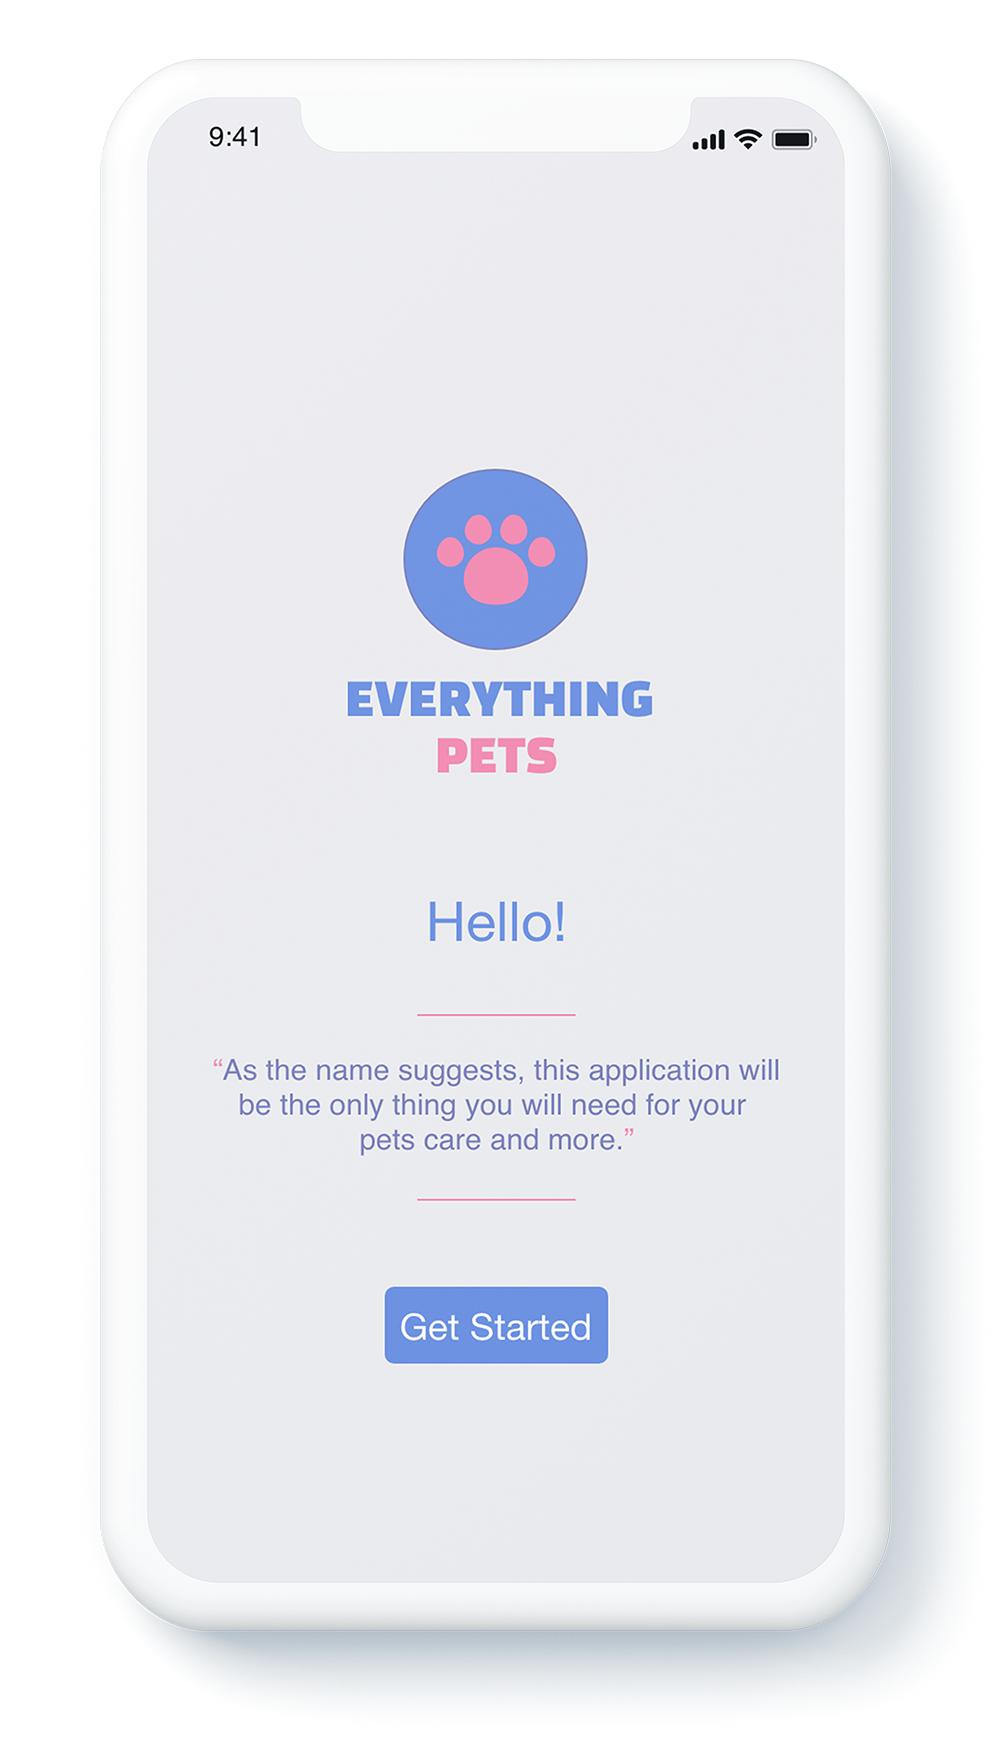 9:41
EVERYTHING
PETS
Hello!
“As the name suggests, this application will
be the only thing you will need for your
pets care and more.”
Get Started